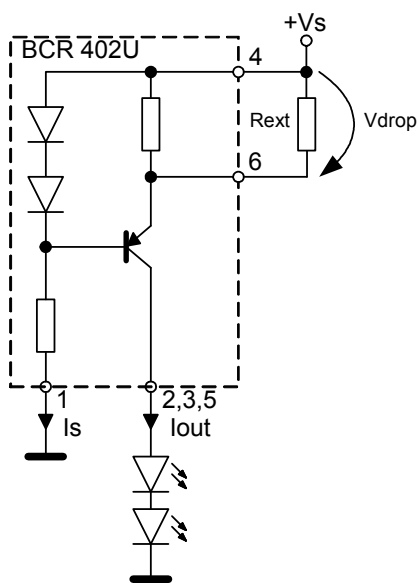 +Vs
BCR 402U
4
Rext
Vdrop
6
1
2,3,5
Is
Iout